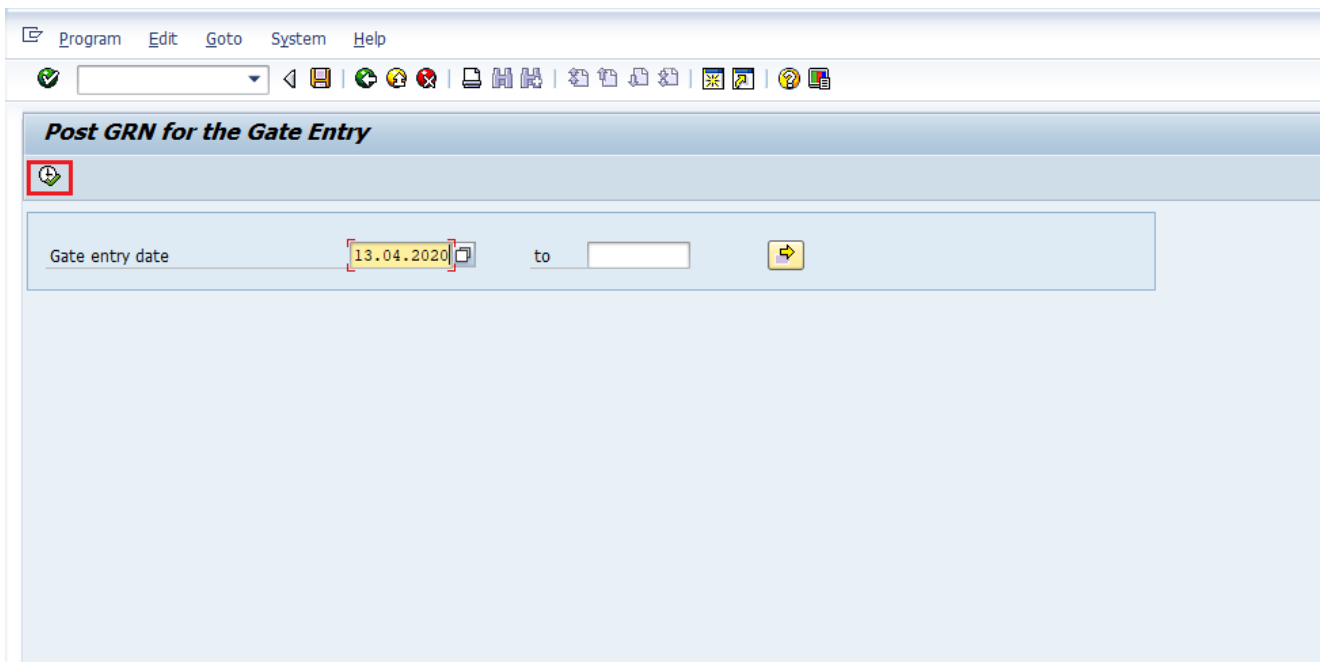 Program Edit Goto System Help
Post GRN for the Gate Entry
Gate entry date 13.04.2020 to